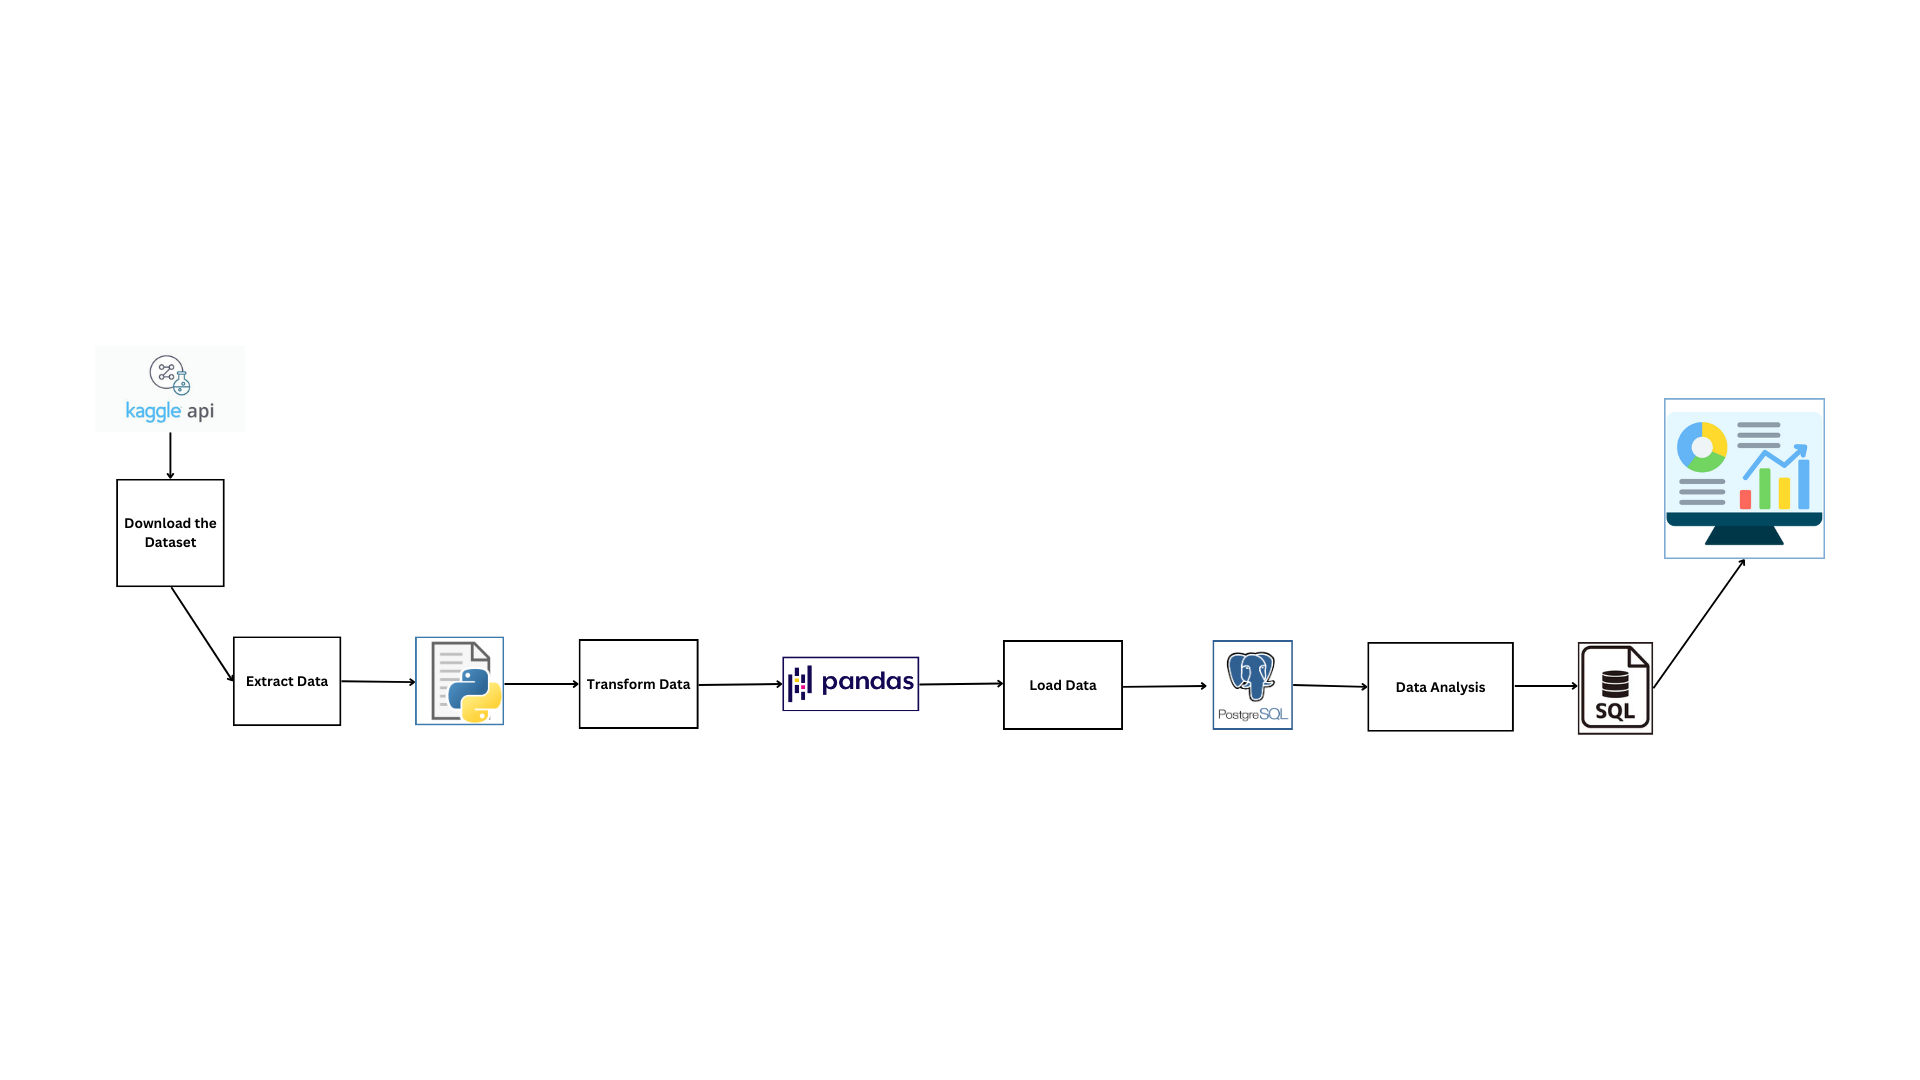 kaggle api
Download the
Dataset
Extract Data
Transform Data
pandas
Load Data
PostgreSQL
Data Analysis
SQL